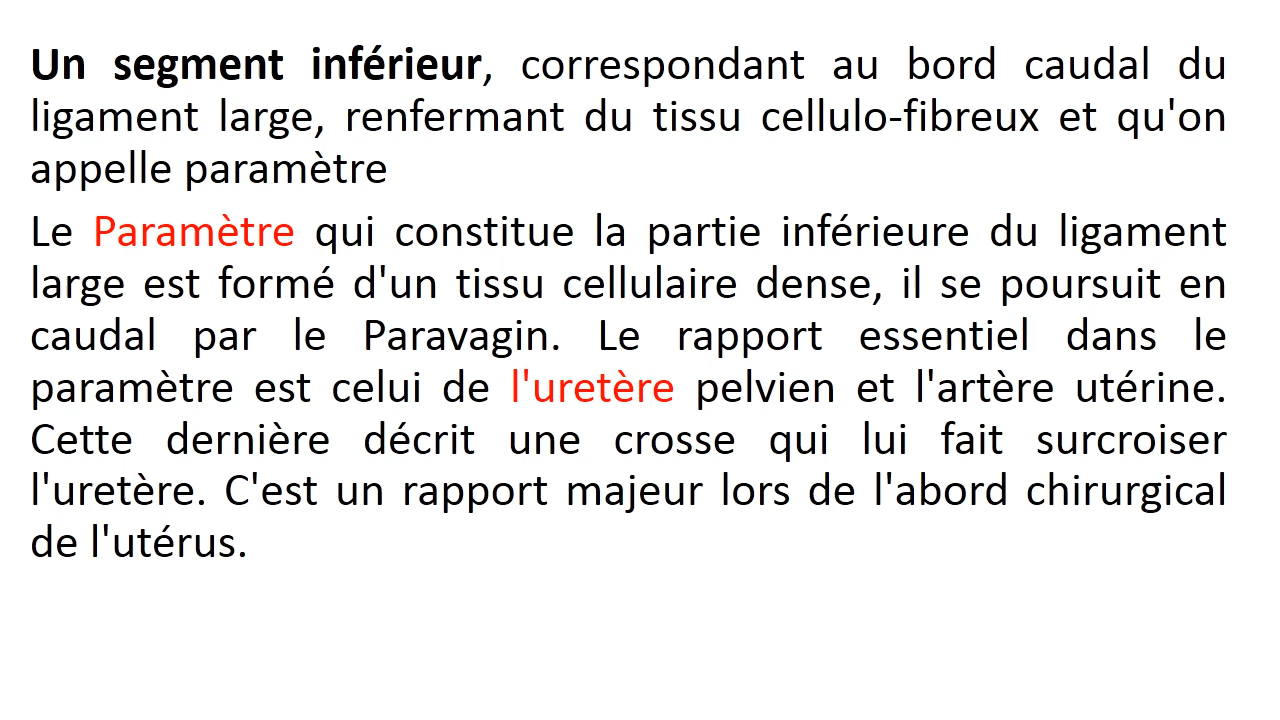 Un segment inférieur, correspondant au bord caudal du
ligament large, renfermant du tissu cellulo-fibreux et qu'on
appelle paramètre
Le Paramètre qui constitue la partie inférieure du ligament
large est formé d'un tissu cellulaire dense, il se poursuit en
caudal par le Paravagin. Le rapport essentiel dans le
paramètre est celui de l'uretère pelvien et l'artère utérine.
Cette dernière décrit une crosse qui lui fait surcroiser
l'uretère. C'est un rapport majeur lors de l'abord chirurgical
de l'utérus.